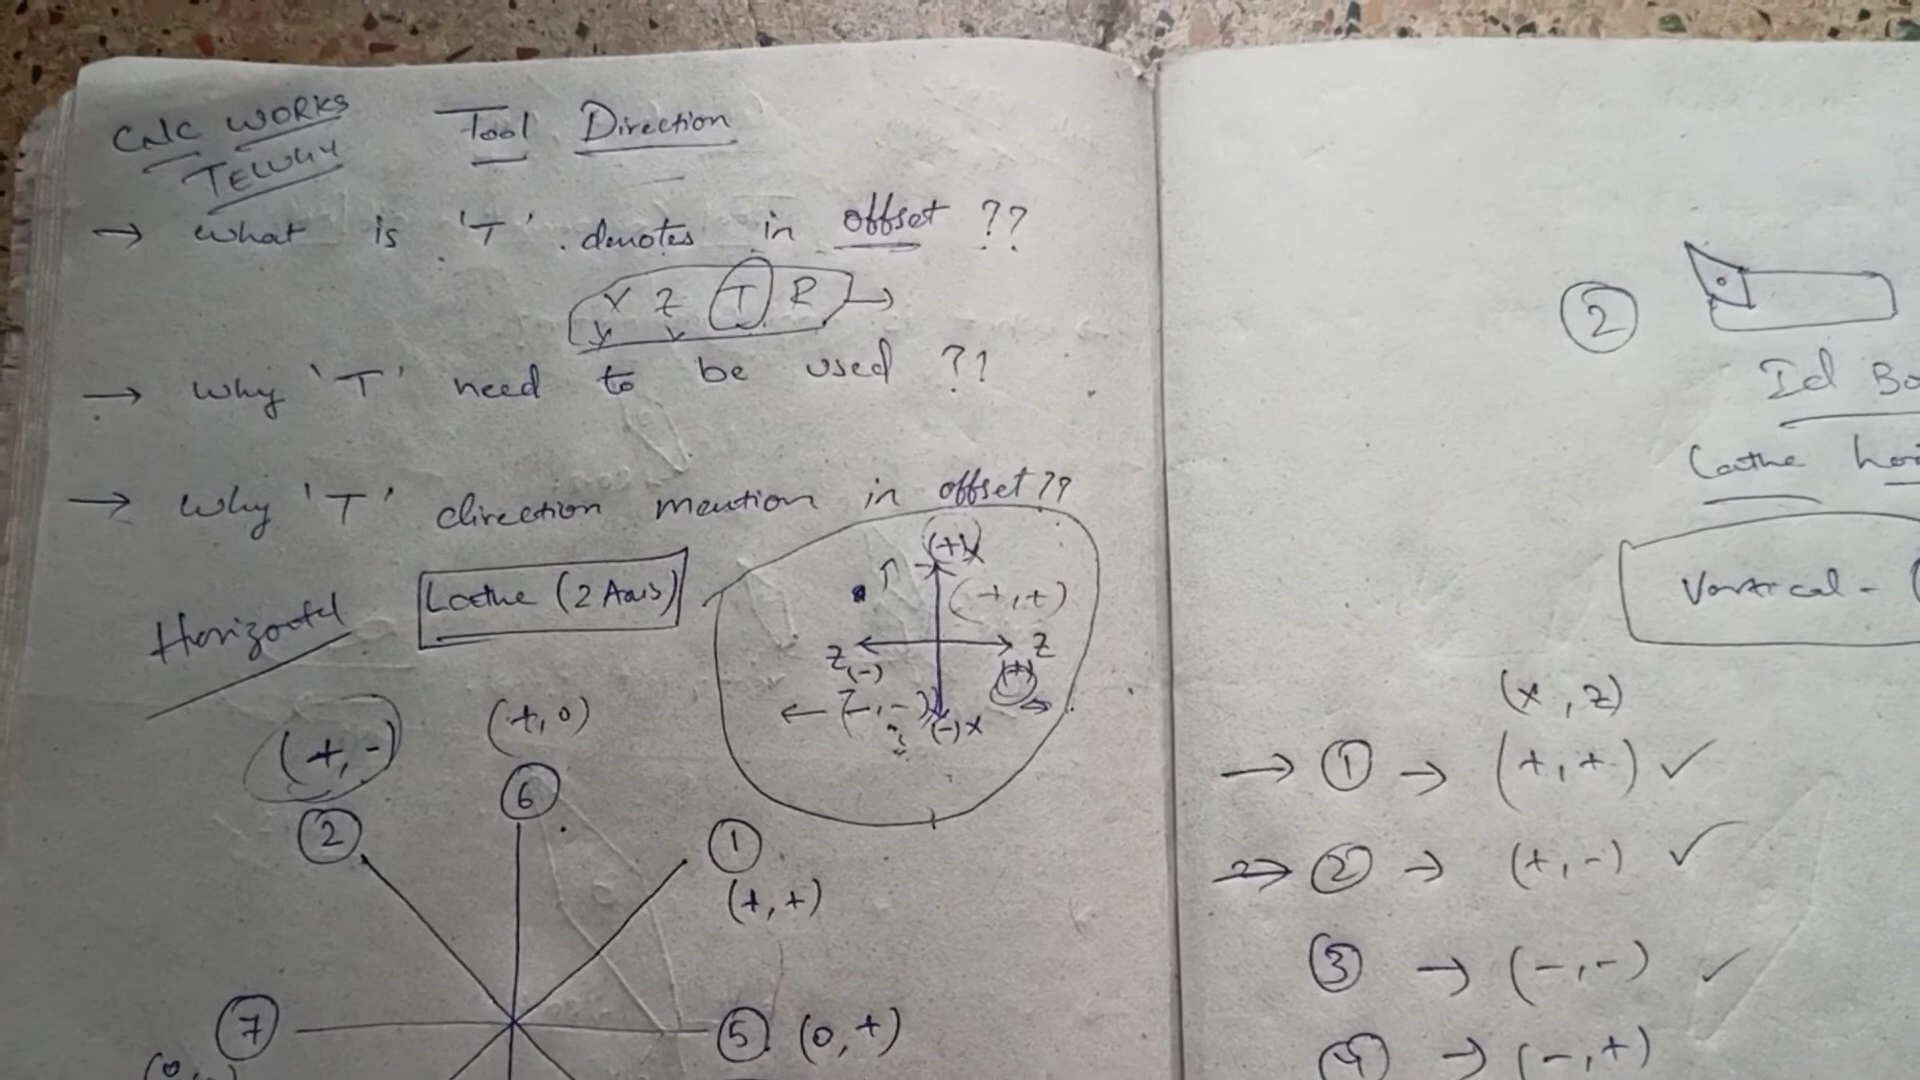 Calc WORKS
TELUGU
Tool Direction
→ What is 'T' denotes in offset ??
X Z T R →
→ Why 'T' need to be used ??
→ Why 'T' direction mention in offset ??
Horizontal
Lathe (2 Axis)
(+)X
(+,+)
Z Z
(-) (+)
← (-,-)
(-)X
(+,-)
(+,0)
2
6
1
(+,+)
7
5 (0,+)
2
Id
Lathe
Vertical -
(x,z)
→ 1 → (+,+) ✓
→ 2 → (+,-) ✓
3 → (-,-) ✓
4 → (-,+)